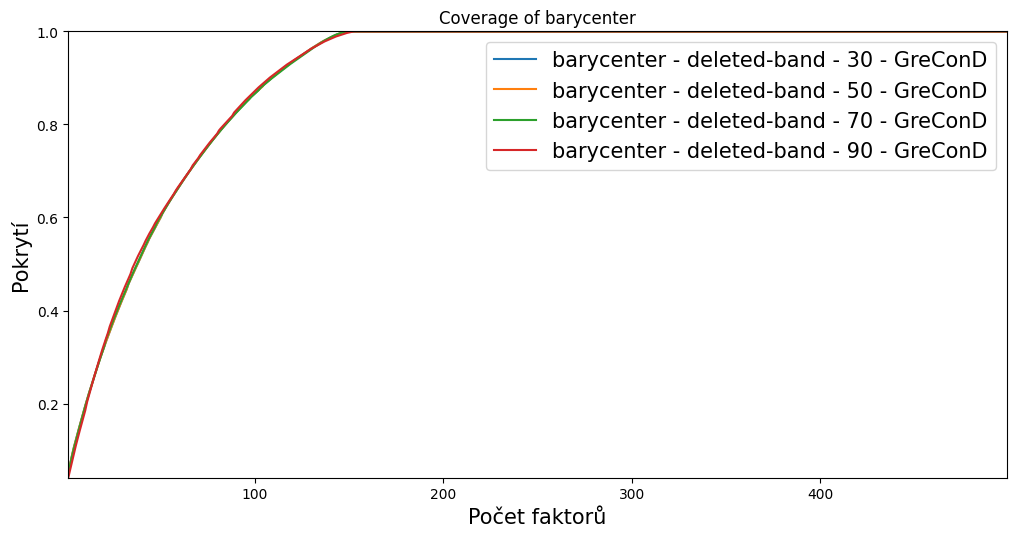 Coverage of barycenter
barycenter - deleted-band - 30 - GreConD
barycenter - deleted-band - 50 - GreConD
barycenter - deleted-band - 70 - GreConD
barycenter - deleted-band - 90 - GreConD
1.0
0.8
0.6
0.4
0.2
Pokrytí
100
200
300
400
Počet faktorů